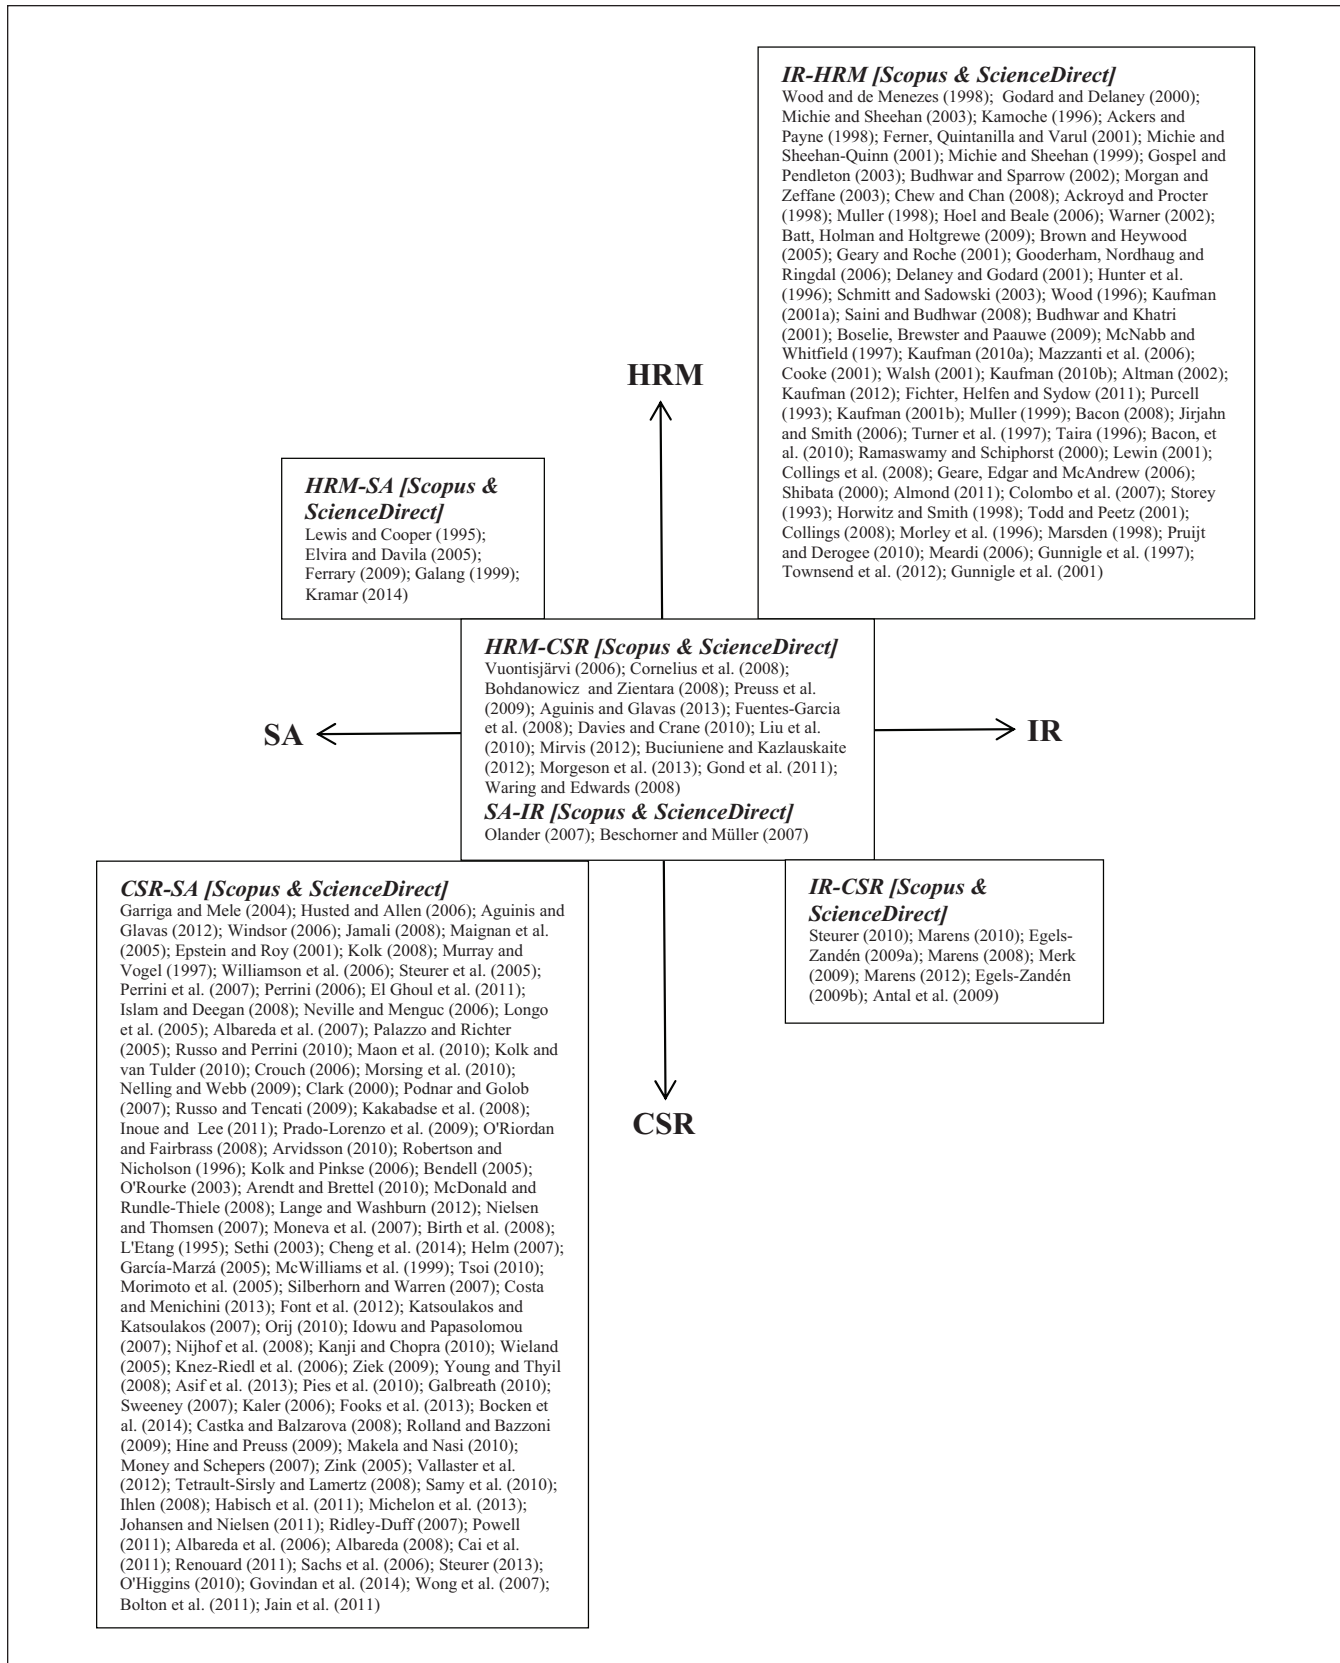 IR-HRM [Scopus & ScienceDirect]
Wood and de Menezes (1998); Godard and Delaney (2000);
Michie and Sheehan (2003); Kamoche (1996); Ackers and
Payne (1998); Ferner, Quintanilla and Varul (2001); Michie and
Sheehan-Quinn (2001); Michie and Sheehan (1999); Gospel and
Pendleton (2003); Budhwar and Sparrow (2002); Morgan and
Zeffane (2003); Chew and Chan (2008); Ackroyd and Procter
(1998); Muller (1998); Hoel and Beale (2006); Warner (2002);
Batt, Holman and Holtgrewe (2009); Brown and Heywood
(2005); Geary and Roche (2001); Gooderham, Nordhaug and
Ringdal (2006); Delaney and Godard (2001); Hunter et al.
(1996); Schmitt and Sadowski (2003); Wood (1996); Kaufman
(2001a); Saini and Budhwar (2008); Budhwar and Khatri
(2001); Boselie, Brewster and Paauwe (2009); McNabb and
Whitfield (1997); Kaufman (2010a); Mazzanti et al. (2006);
Cooke (2001); Walsh (2001); Kaufman (2010b); Altman (2002);
Kaufman (2012); Fichter, Helfen and Sydow (2011); Purcell
(1993); Kaufman (2001b); Muller (1999); Bacon (2008); Jirjahn
and Smith (2006); Turner et al. (1997); Taira (1996); Bacon, et
al. (2010); Ramaswamy and Schiphorst (2000); Lewin (2001);
Collings et al. (2008); Geare, Edgar and McAndrew (2006);
Shibata (2000); Almond (2011); Colombo et al. (2007); Storey
(1993); Horwitz and Smith (1998); Todd and Peetz (2001);
Collings (2008); Morley et al. (1996); Marsden (1998); Pruijt
and Derogee (2010); Meardi (2006); Gunnigle et al. (1997);
Townsend et al. (2012); Gunnigle et al. (2001)
HRM
HRM-SA [Scopus &
ScienceDirect]
Lewis and Cooper (1995);
Elvira and Davila (2005);
Ferrary (2009); Galang (1999);
Kramar (2014)
HRM-CSR [Scopus & ScienceDirect]
Vuontisjärvi (2006); Cornelius et al. (2008);
Bohdanowicz and Zientara (2008); Preuss et al.
(2009); Aguinis and Glavas (2013); Fuentes-Garcia
et al. (2008); Davies and Crane (2010); Liu et al.
(2010); Mirvis (2012); Buciuniene and Kazlauskaite
(2012); Morgeson et al. (2013); Gond et al. (2011);
Waring and Edwards (2008)
SA-IR [Scopus & ScienceDirect]
Olander (2007); Beschorner and Müller (2007)
SA
IR
CSR-SA [Scopus & ScienceDirect]
Garriga and Mele (2004); Husted and Allen (2006); Aguinis and
Glavas (2012); Windsor (2006); Jamali (2008); Maignan et al.
(2005); Epstein and Roy (2001); Kolk (2008); Murray and
Vogel (1997); Williamson et al. (2006); Steurer et al. (2005);
Perrini et al. (2007); Perrini (2006); El Ghoul et al. (2011);
Islam and Deegan (2008); Neville and Menguc (2006); Longo
et al. (2005); Albareda et al. (2007); Palazzo and Richter
(2005); Russo and Perrini (2010); Maon et al. (2010); Kolk and
van Tulder (2010); Crouch (2006); Morsing et al. (2010);
Nelling and Webb (2009); Clark (2000); Podnar and Golob
(2007); Russo and Tencati (2009); Kakabadse et al. (2008);
Inoue and Lee (2011); Prado-Lorenzo et al. (2009); O'Riordan
and Fairbrass (2008); Arvidsson (2010); Robertson and
Nicholson (1996); Kolk and Pinkse (2006); Bendell (2005);
O'Rourke (2003); Arendt and Brettel (2010); McDonald and
Rundle-Thiele (2008); Lange and Washburn (2012); Nielsen
and Thomsen (2007); Moneva et al. (2007); Birth et al. (2008);
L'Etang (1995); Sethi (2003); Cheng et al. (2014); Helm (2007);
García-Marzá (2005); McWilliams et al. (1999); Tsoi (2010);
Morimoto et al. (2005); Silberhorn and Warren (2007); Costa
and Menichini (2013); Font et al. (2012); Katsoulakos and
Katsoulakos (2007); Orij (2010); Idowu and Papasolomou
(2007); Nijhof et al. (2008); Kanji and Chopra (2010); Wieland
(2005); Knez-Riedl et al. (2006); Ziek (2009); Young and Thyil
(2008); Asif et al. (2013); Pies et al. (2010); Galbreath (2010);
Sweeney (2007); Kaler (2006); Fooks et al. (2013); Bocken et
al. (2014); Castka and Balzarova (2008); Rolland and Bazzoni
(2009); Hine and Preuss (2009); Makela and Nasi (2010);
Money and Schepers (2007); Zink (2005); Vallaster et al.
(2012); Tetrault-Sirsly and Lamertz (2008); Samy et al. (2010);
Ihlen (2008); Habisch et al. (2011); Michelon et al. (2013);
Johansen and Nielsen (2011); Ridley-Duff (2007); Powell
(2011); Albareda et al. (2006); Albareda (2008); Cai et al.
(2011); Renouard (2011); Sachs et al. (2006); Steurer (2013);
O'Higgins (2010); Govindan et al. (2014); Wong et al. (2007);
Bolton et al. (2011); Jain et al. (2011)
IR-CSR [Scopus &
ScienceDirect]
Steurer (2010); Marens (2010); Egels-
Zandén (2009a); Marens (2008); Merk
(2009); Marens (2012); Egels-Zandén
(2009b); Antal et al. (2009)
CSR